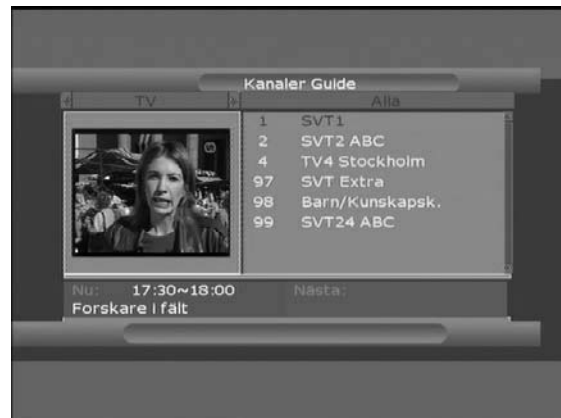 Kanaler Guide
TV
Alla
1 SVT1
2 SVT2 ABC
4 TV4 Stockholm
97 SVT Extra
98 Barn/Kunskapsk.
99 SVT24 ABC
Nu: 17:30~18:00
Nästa:
Forskare i fält